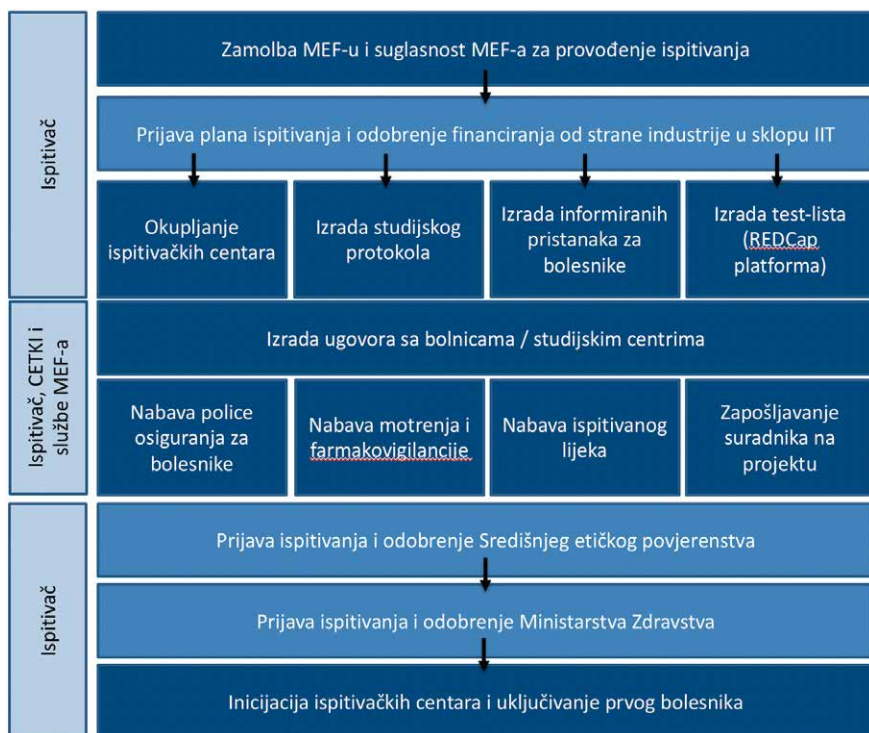 Ispitivač
Zamolba MEF-u i suglasnost MEF-a za provođenje ispitivanja
Prijava plana ispitivanja i odobrenje financiranja od strane industrije u sklopu IIT
Okupljanje
ispitivačkih centara
Izrada studijskog
protokola
Izrada informiranih
pristanaka za
bolesnike
Izrada test-lista
(REDCap
platforma)
Ispitivač, CETKI i
službe MEF-a
Izrada ugovora sa bolnicama / studijskim centrima
Nabava police
osiguranja za
bolesnike
Nabava motrenja i
farmakovigilancije
Nabava ispitivanog
lijeka
Zapošljavanje
suradnika na
projektu
Ispitivač
Prijava ispitivanja i odobrenje Središnjeg etičkog povjerenstva
Prijava ispitivanja i odobrenje Ministarstva Zdravstva
Inicijacija ispitivačkih centara i uključivanje prvog bolesnika